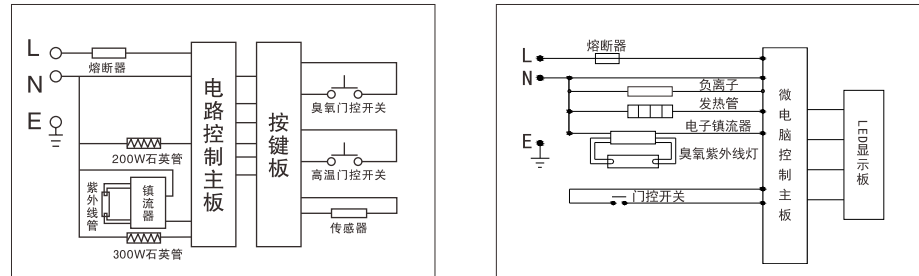 L
熔断器
N
E
200W石英管
紫外线管
镇流器
300W石英管
电路控制主板
按键板
臭氧门控开关
高温门控开关
传感器
L
熔断器
N
负离子
发热管
电子镇流器
E
臭氧紫外线灯
门控开关
微电脑控制主板
LED显示板